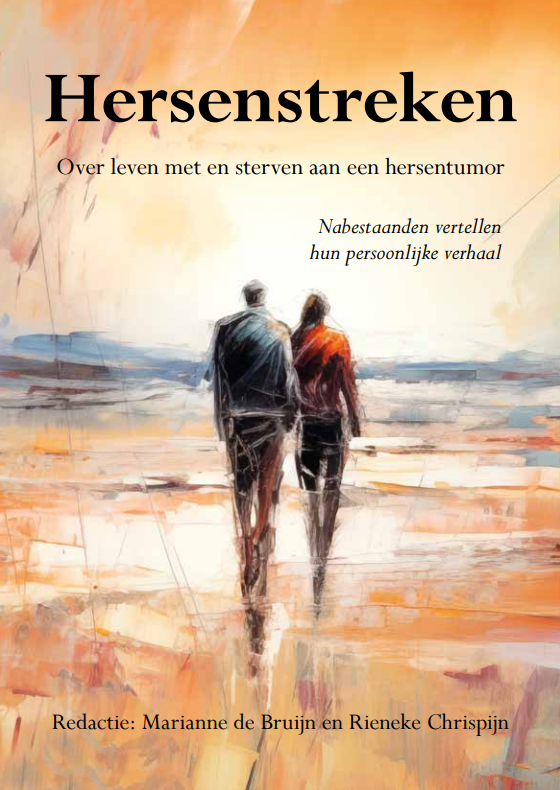 Hersenstreken
Over leven met en sterven aan een hersentumor
Nabestaanden vertellen
hun persoonlijke verhaal
Redactie: Marianne de Bruijn en Rieneke Chrispijn